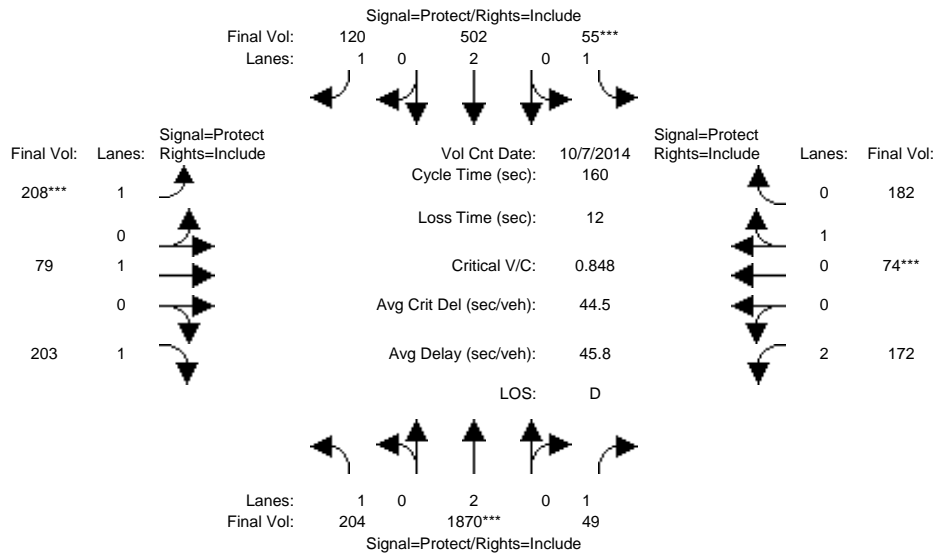 Signal=Protect/Rights=Include
Final Vol: 120 502 55***
Lanes: 1 0 2 0 1
Signal=Protect Signal=Protect
Final Vol: Lanes: Rights=Include Vol Cnt Date: 10/7/2014 Rights=Include Lanes: Final Vol:
Cycle Time (sec): 160
208*** 1 0 182
Loss Time (sec): 12
0 1
79 1 Critical V/C: 0.848 0 74***
0 Avg Crit Del (sec/veh): 44.5 0
203 1 Avg Delay (sec/veh): 45.8 2 172
LOS: D
Lanes: 1 0 2 0 1
Final Vol: 204 1870*** 49
Signal=Protect/Rights=Include